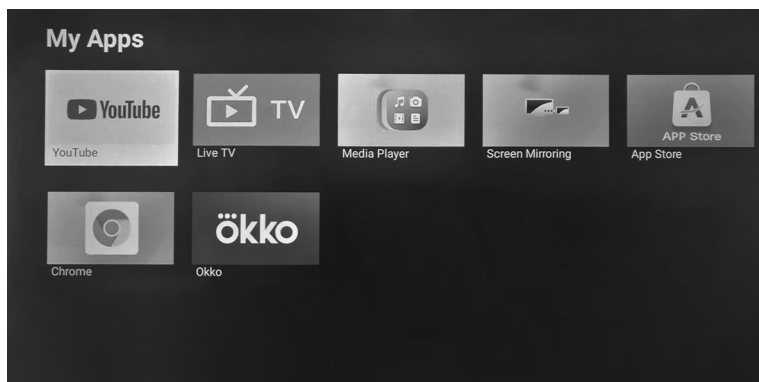 My Apps
YouTube
YouTube
TV
Live TV
Media Player
Screen Mirroring
APP Store
App Store
Chrome
ökko
Okko